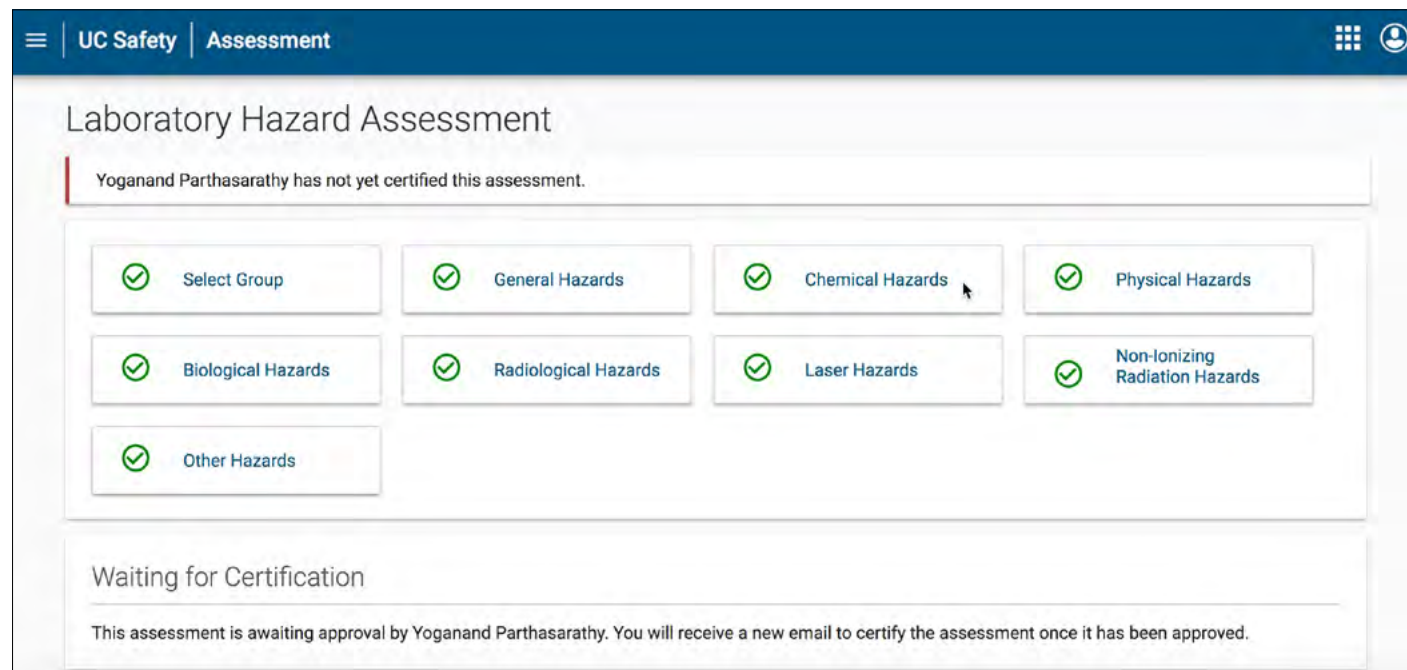 UC Safety Assessment
Laboratory Hazard Assessment
Yoganand Parthasarathy has not yet certified this assessment.
Select Group
General Hazards
Chemical Hazards
Physical Hazards
Biological Hazards
Radiological Hazards
Laser Hazards
Non-Ionizing
Radiation Hazards
Other Hazards
Waiting for Certification
This assessment is awaiting approval by Yoganand Parthasarathy. You will receive a new email to certify the assessment once it has been approved.